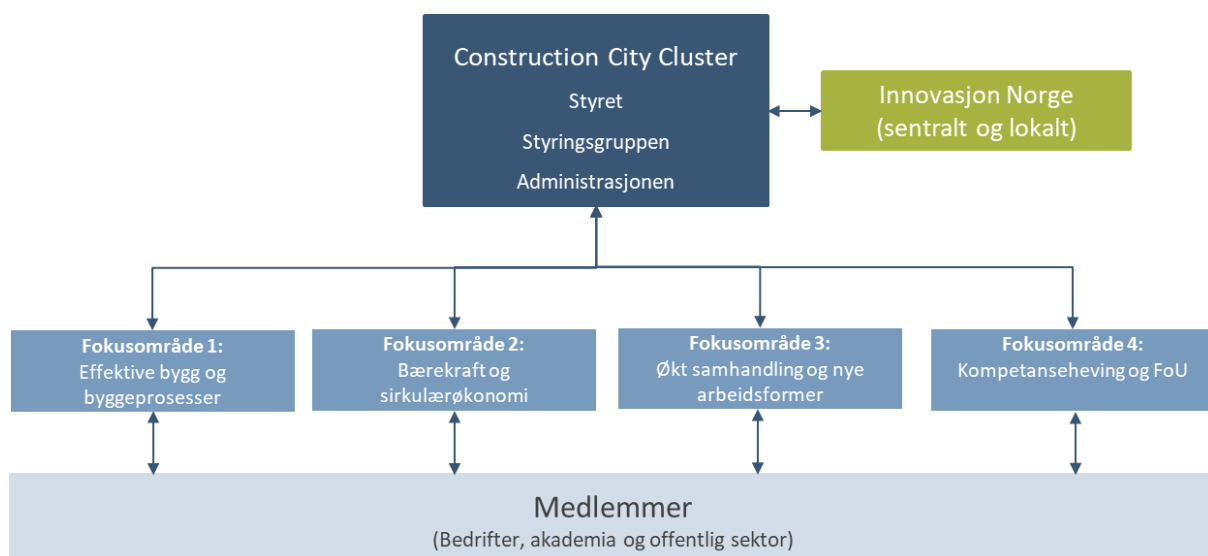 Construction City Cluster
Styret
Styringsgruppen
Administrasjonen
Innovasjon Norge
(sentralt og lokalt)
Fokusområde 1:
Effektive bygg og
byggeprosesser
Fokusområde 2:
Bærekraft og
sirkulærøkonomi
Fokusområde 3:
Økt samhandling og nye
arbeidsformer
Fokusområde 4:
Kompetanseheving og FoU
Medlemmer
(Bedrifter, akademia og offentlig sektor)